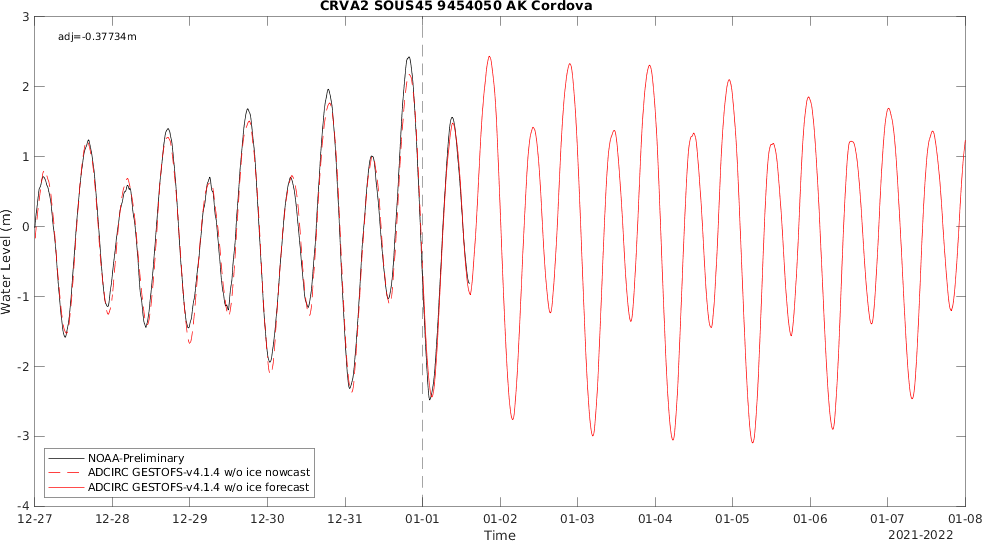 CRVA2 SOUS45 9454050 AK Cordova
adj=-0.37734m
3
2
1
0
-1
-2
-3
-4
Water Level (m)
NOAA-Preliminary
ADCIRC GESTOFS-v4.1.4 w/o ice nowcast
ADCIRC GESTOFS-v4.1.4 w/o ice forecast
12-27 12-28 12-29 12-30 12-31 01-01 01-02 01-03 01-04 01-05 01-06 01-07 01-08
Time
2021-2022